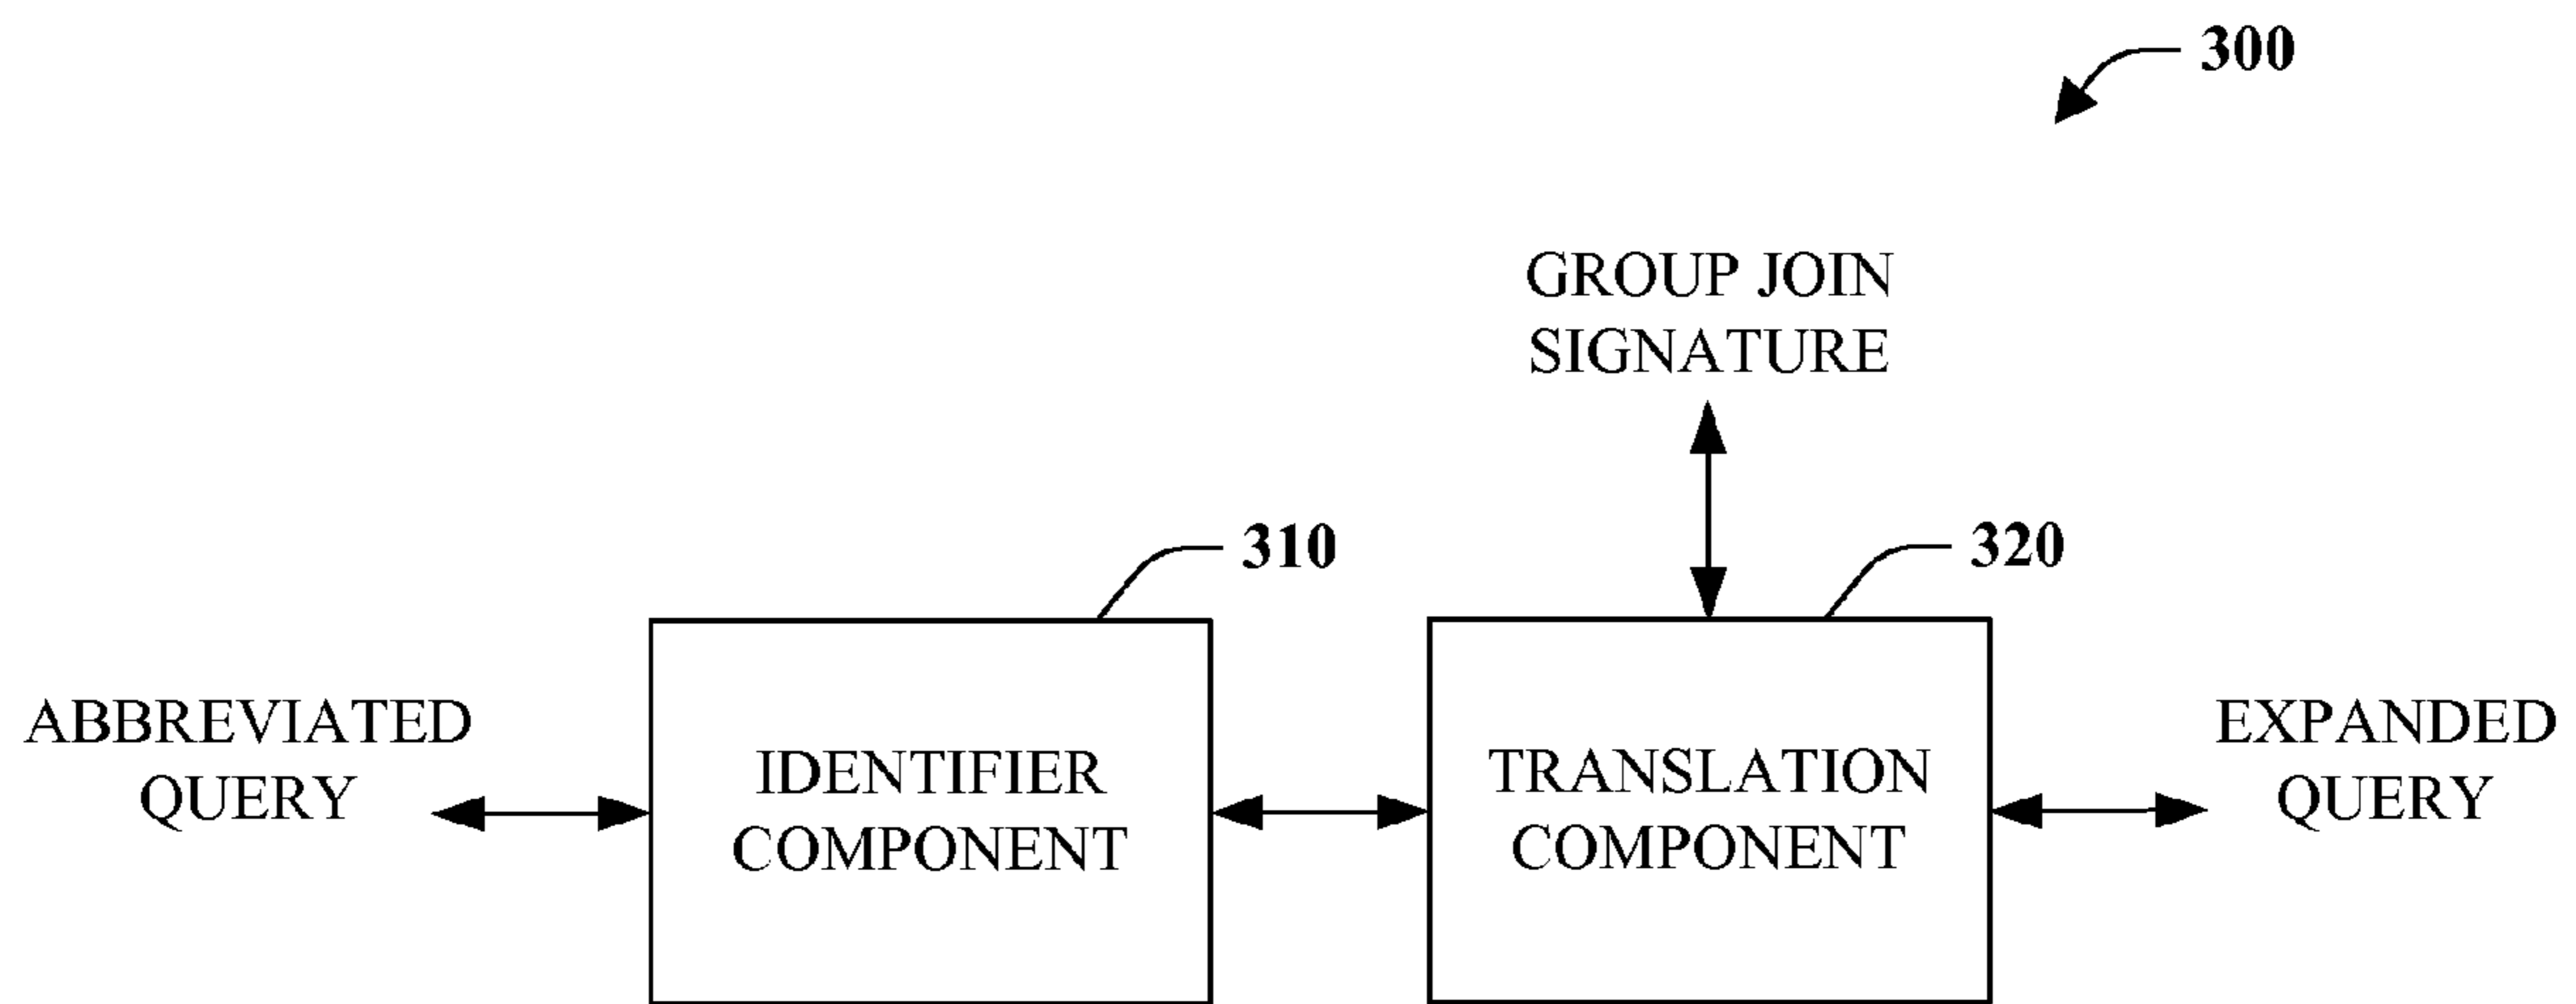 300
GROUP JOIN
SIGNATURE
310
320
ABBREVIATED
QUERY
IDENTIFIER
COMPONENT
TRANSLATION
COMPONENT
EXPANDED
QUERY